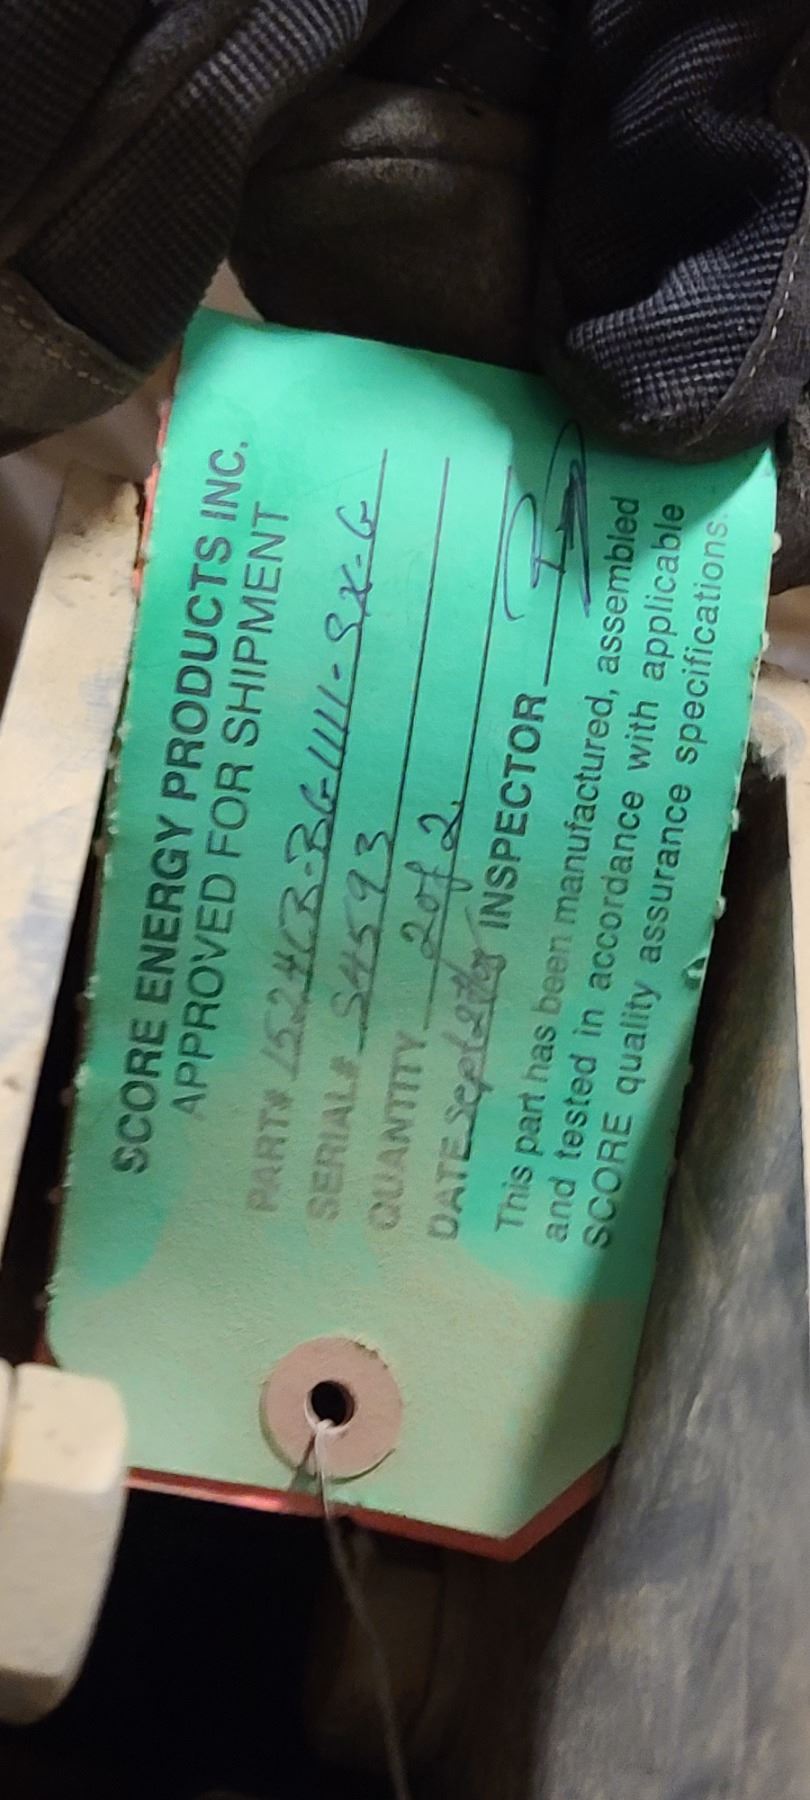 SCORE ENERGY PRODUCTS INC.
APPROVED FOR SHIPMENT
PART#
SERIAL# S4593
QUANTITY 2 of 2
DATE Sept INSPECTOR
This part has been manufactured, assembled
and tested in accordance with applicable
SCORE quality assurance specifications.